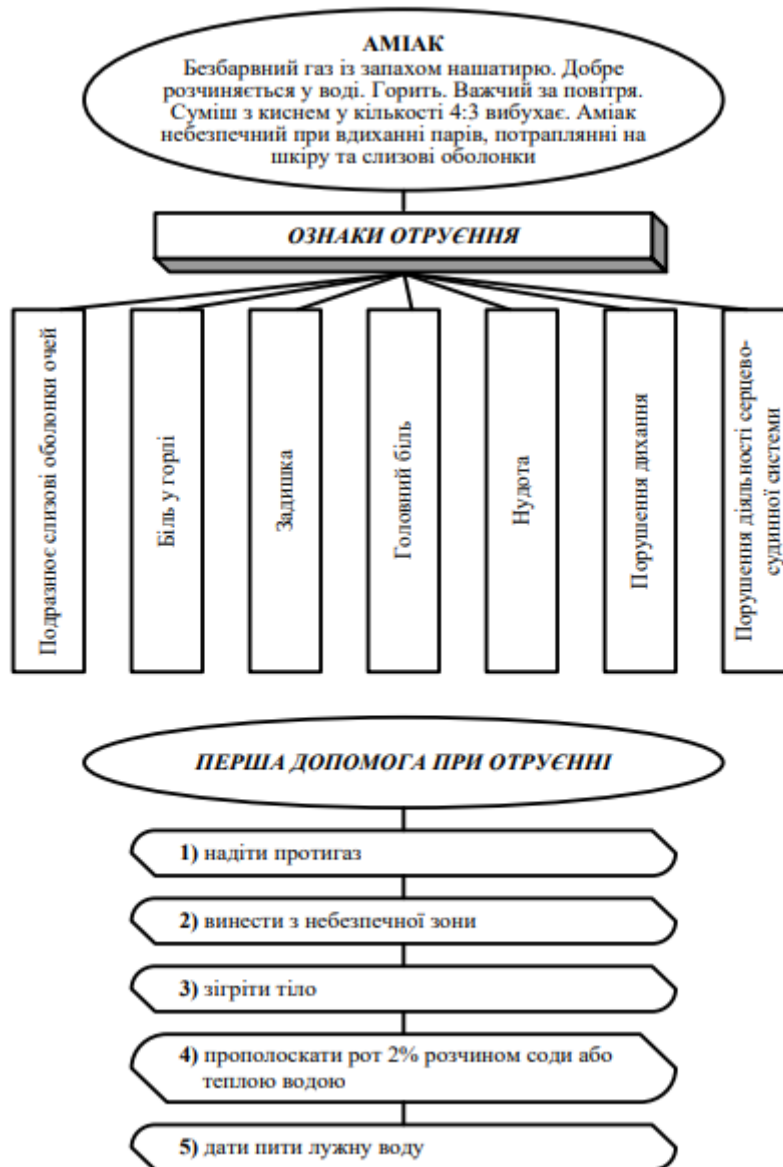 АМІАК
Безбарвний газ із запахом нашатирю. Добре
розчиняється у воді. Горить. Важчий за повітря.
Суміш з киснем у кількості 4:3 вибухає. Аміак
небезпечний при вдиханні парів, потраплянні на
шкіру та слизові оболонки
ОЗНАКИ ОТРУЄННЯ
Подразнює слизові оболонки очей
Біль у горлі
Задишка
Головний біль
Нудота
Порушення дихання
Порушення діяльності серцево-
судинної системи
ПЕРША ДОПОМОГА ПРИ ОТРУЄННІ
1) надіти протигаз
2) винести з небезпечної зони
3) зігріти тіло
4) прополоскати рот 2% розчином соди або
теплою водою
5) дати пити лужну воду